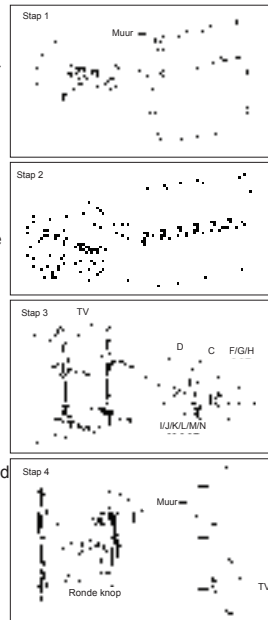 Stap 1
Muur
Stap 2
e
Stap 3
TV
D
C
F/G/H
I/J/K/L/M/N
d
Stap 4
Muur
Ronde knop
TV